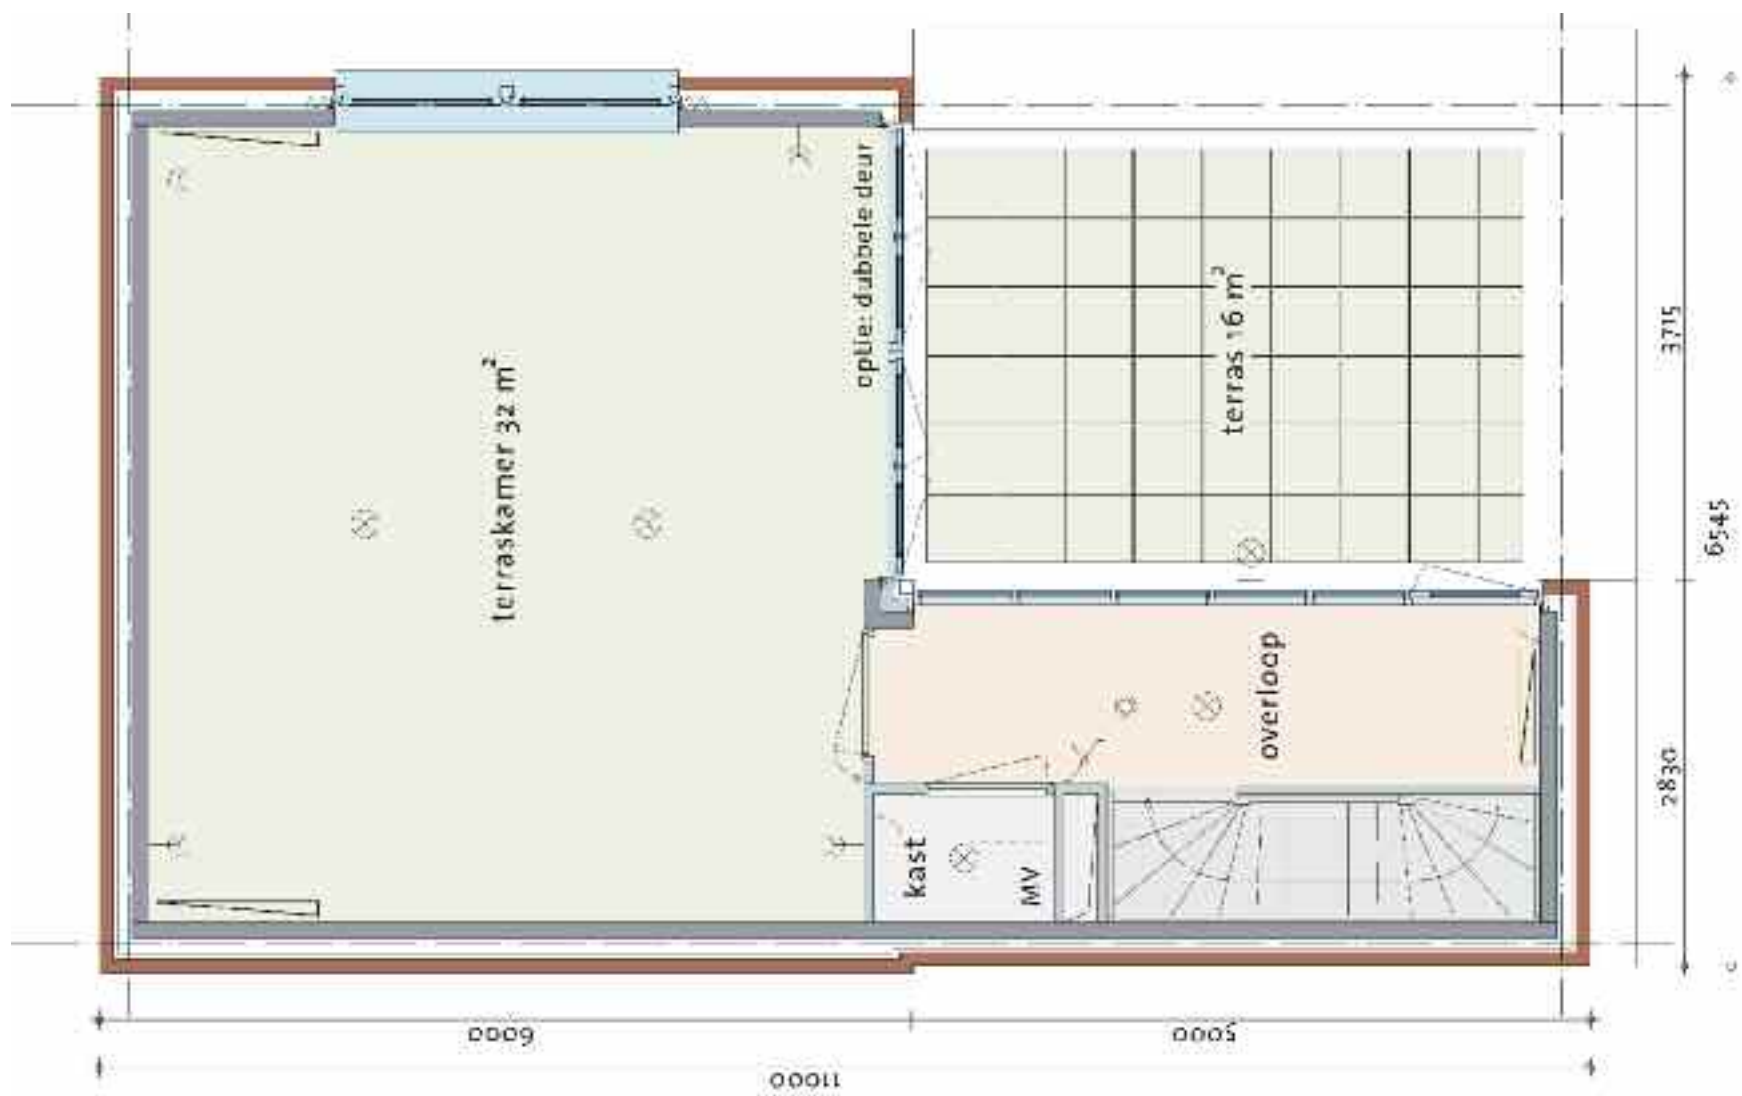 optie: dubbele deur
terraskamer 32 m²
terras 16 m²
overloop
kast
MV
3715
6545
2830
6000
5000
11000